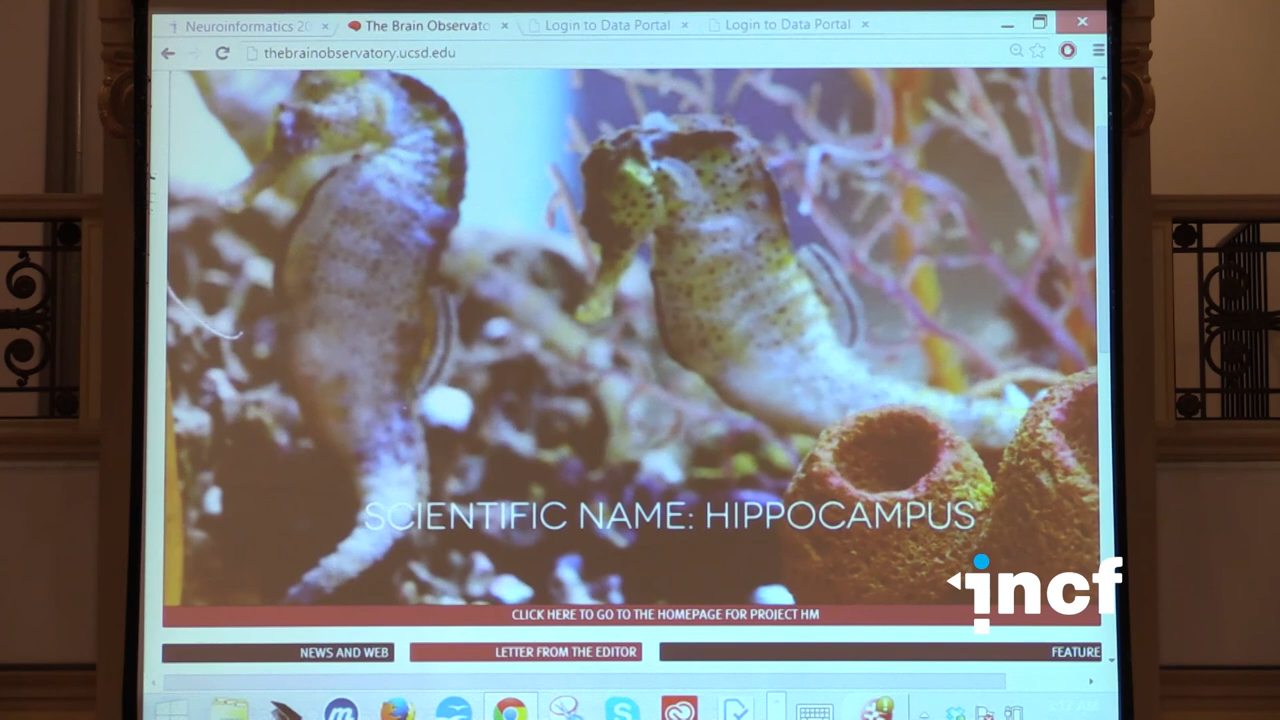 Neuroinformatics 20
The Brain Observato
Login to Data Portal
Login to Data Portal
thebrainobservatory.ucsd.edu
SCIENTIFIC NAME: HIPPOCAMPUS
incf
CLICK HERE TO GO TO THE HOMEPAGE FOR PROJECT HM
NEWS AND WEB
LETTER FROM THE EDITOR
FEATURE